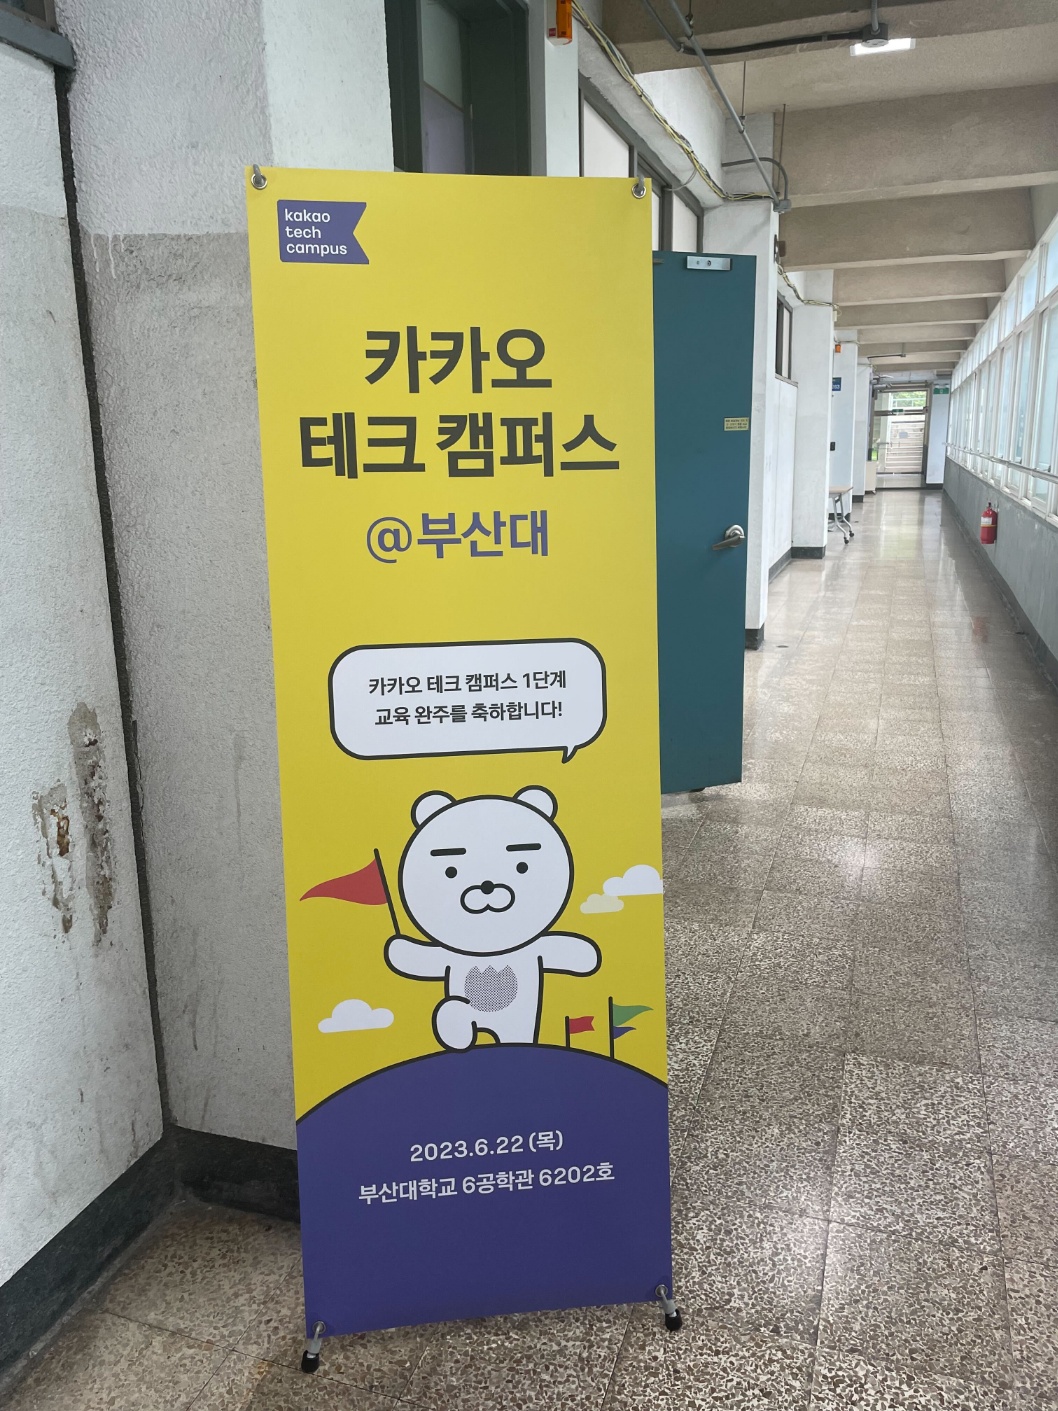 kakao
tech
campus
카카오
테크 캠퍼스
@부산대
카카오 테크 캠퍼스 1단계
교육 완주를 축하합니다!
2023.6.22 (목)
부산대학교 6공학관 6202호